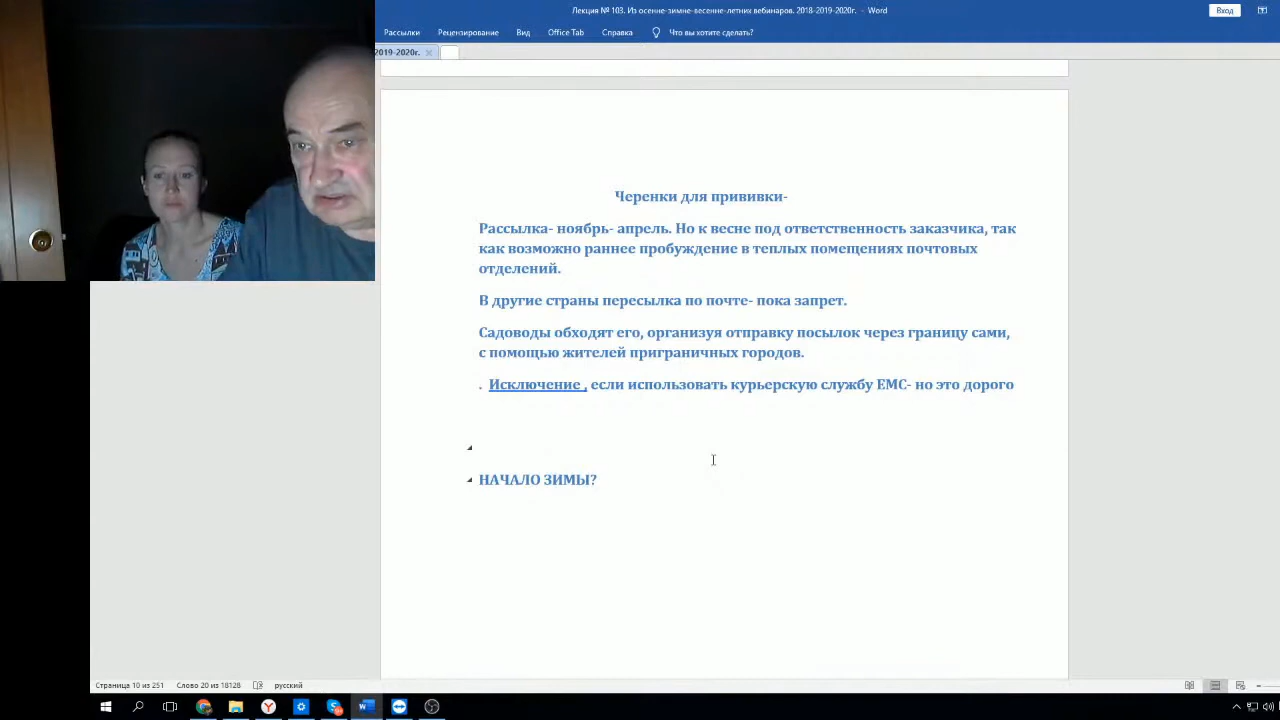 Лекция № 103. Из осенне-зимне-весенне-летних вебинаров. 2018-2019-2020г. - Word
Вход
Рассылки Рецензирование Вид Office Tab Справка Что вы хотите сделать?
2019-2020г.
Черенки для прививки-
Рассылка- ноябрь- апрель. Но к весне под ответственность заказчика, так
как возможно раннее пробуждение в теплых помещениях почтовых
отделений.
В другие страны пересылка по почте- пока запрет.
Садоводы обходят его, организуя отправку посылок через границу сами,
с помощью жителей приграничных городов.
. Исключение , если использовать курьерскую службу ЕМС- но это дорого
НАЧАЛО ЗИМЫ?
Страница 10 из 251 Слово 20 из 18128 русский